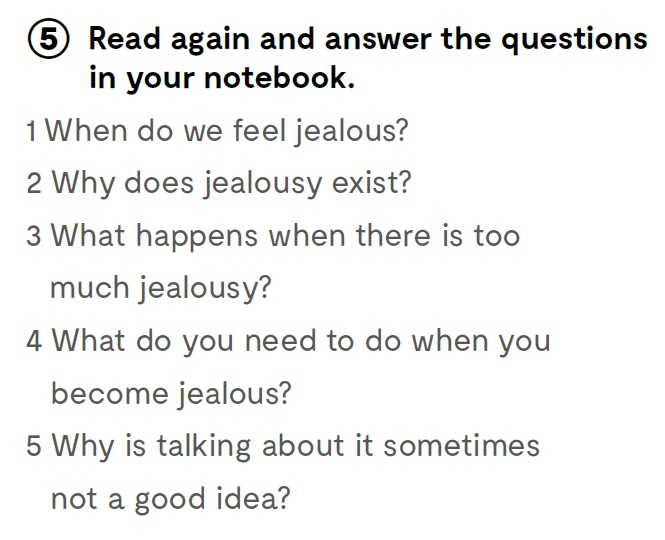 5 Read again and answer the questions
in your notebook.
1 When do we feel jealous?
2 Why does jealousy exist?
3 What happens when there is too
much jealousy?
4 What do you need to do when you
become jealous?
5 Why is talking about it sometimes
not a good idea?